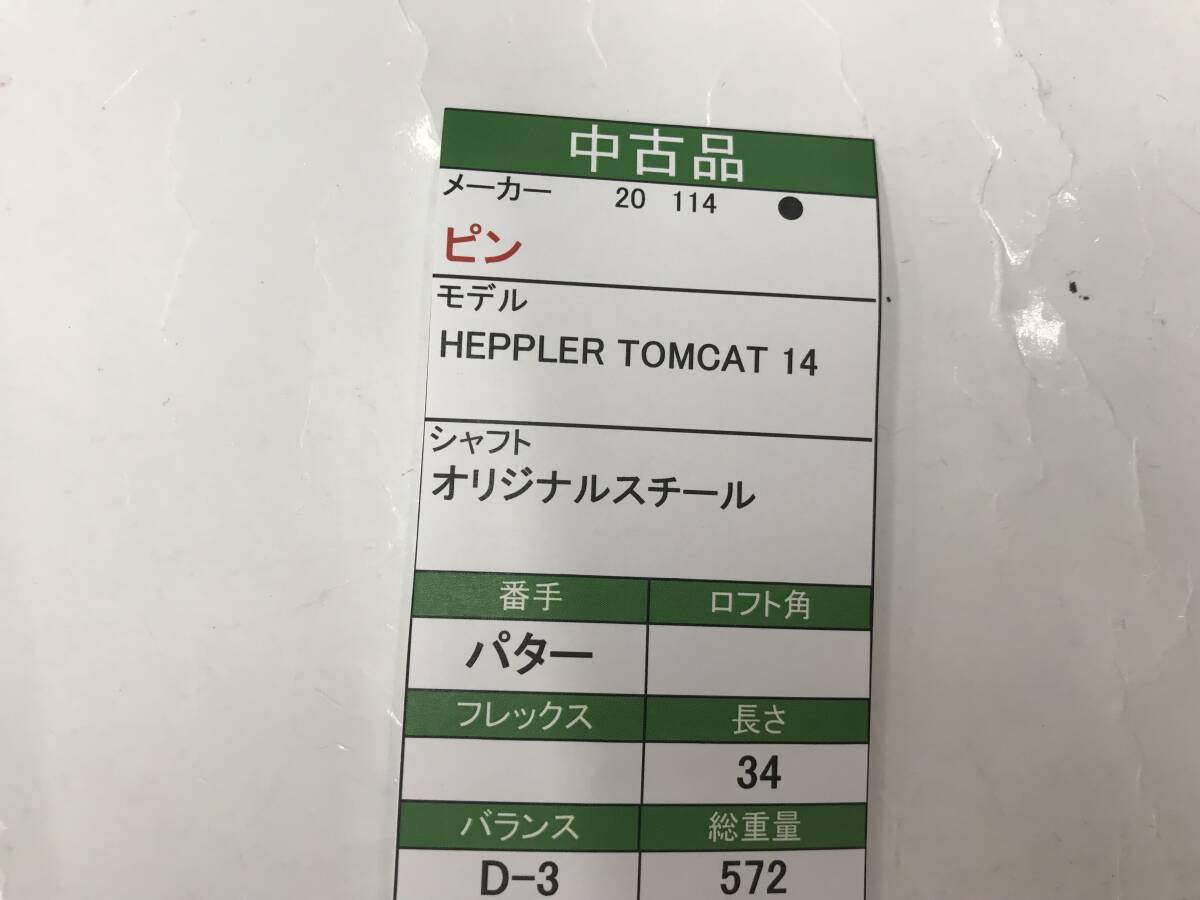 中古品
メーカー 20 114 ●
ピン
モデル
HEPPLER TOMCAT 14
シャフト
オリジナルスチール
番手 ロフト角
パター
フレックス 長さ
34
バランス 総重量
D-3 572